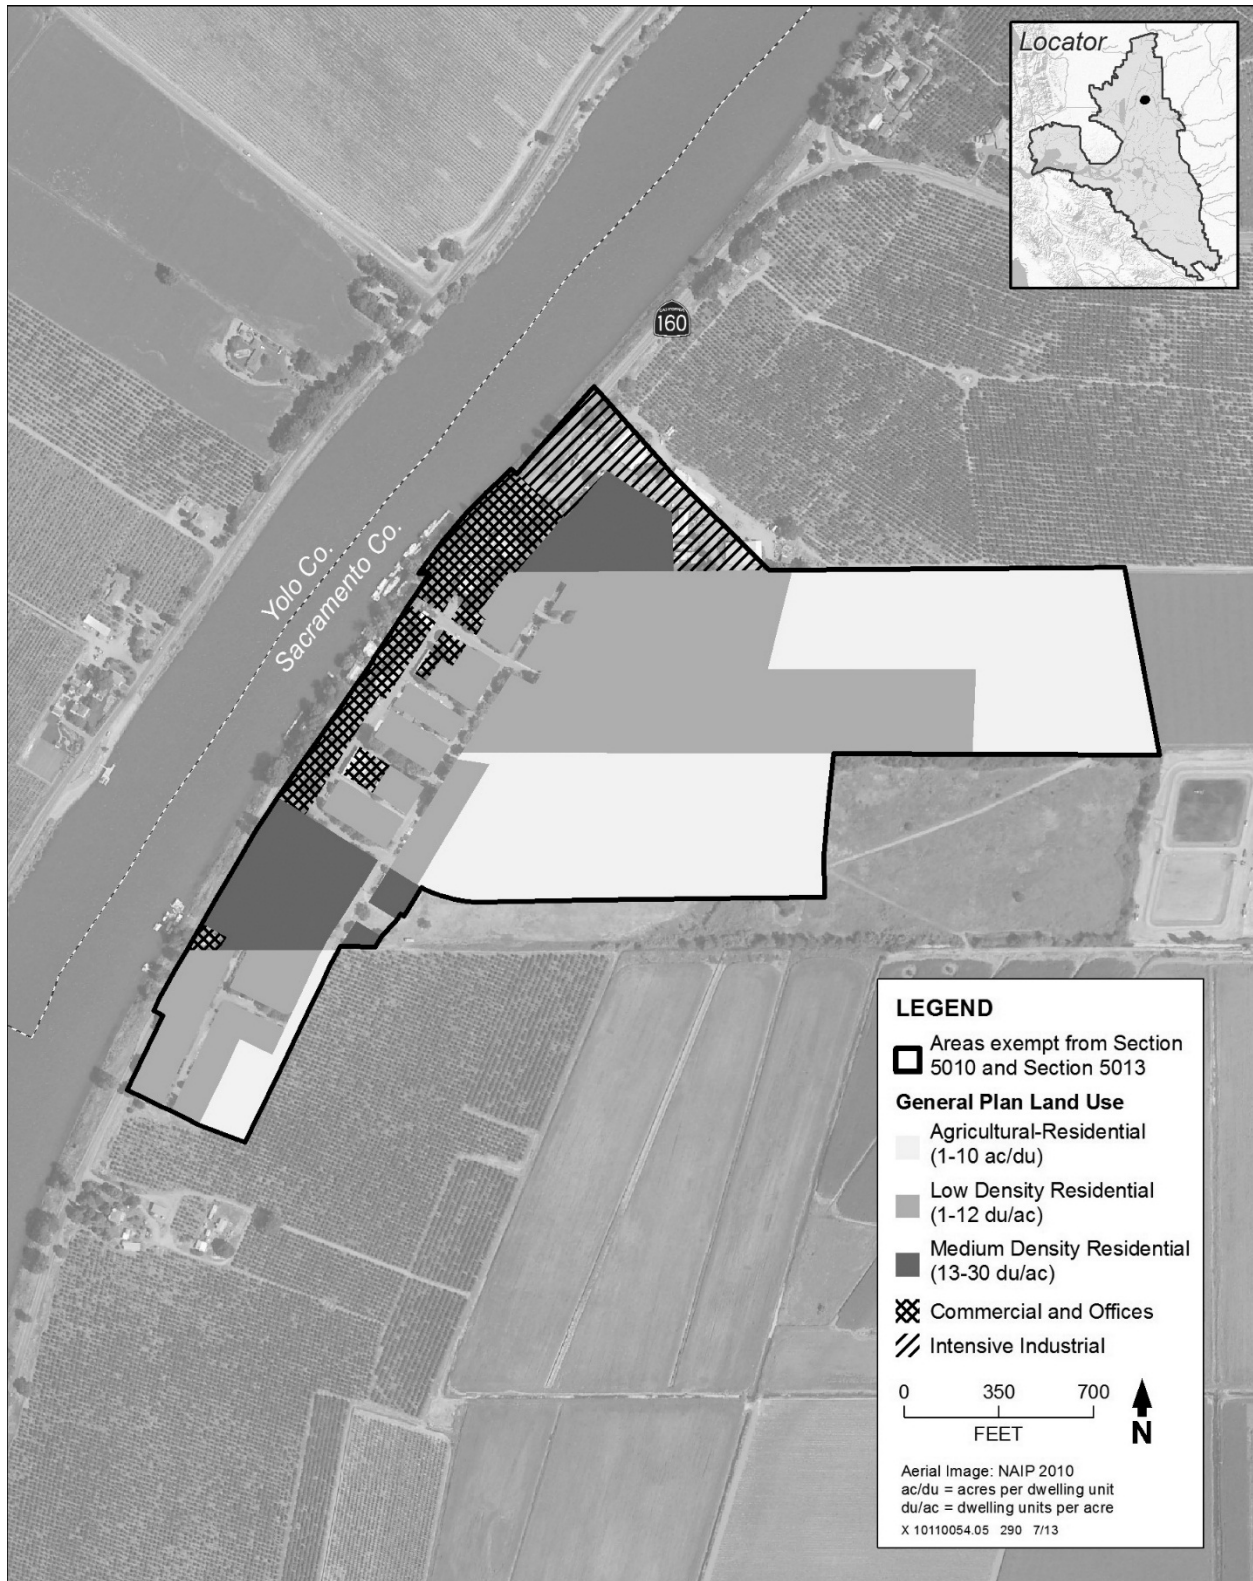 Locator
CALIFORNIA
160
Yolo Co.
Sacramento Co.
LEGEND
Areas exempt from Section
5010 and Section 5013
General Plan Land Use
Agricultural-Residential
(1-10 ac/du)
Low Density Residential
(1-12 du/ac)
Medium Density Residential
(13-30 du/ac)
Commercial and Offices
Intensive Industrial
0 350 700
FEET
N
Aerial Image: NAIP 2010
ac/du = acres per dwelling unit
du/ac = dwelling units per acre
X 10110054.05 290 7/13